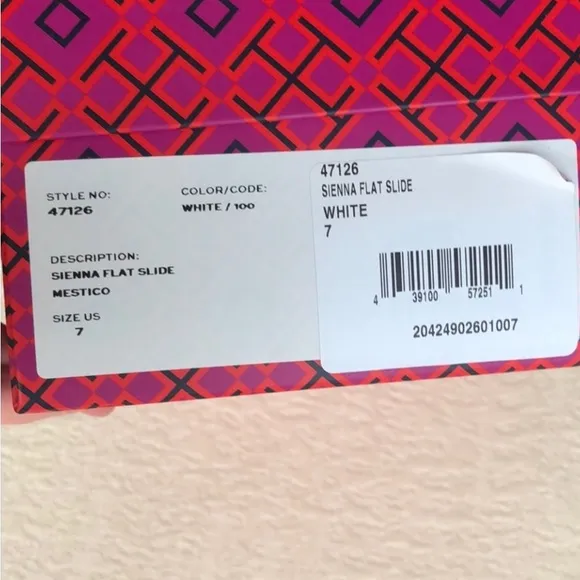 STYLE NO:
47126
COLOR/CODE:
WHITE / 100
DESCRIPTION:
SIENNA FLAT SLIDE
MESTICO
SIZE US
7
47126
SIENNA FLAT SLIDE
WHITE
7
4 39100 57251 1
20424902601007